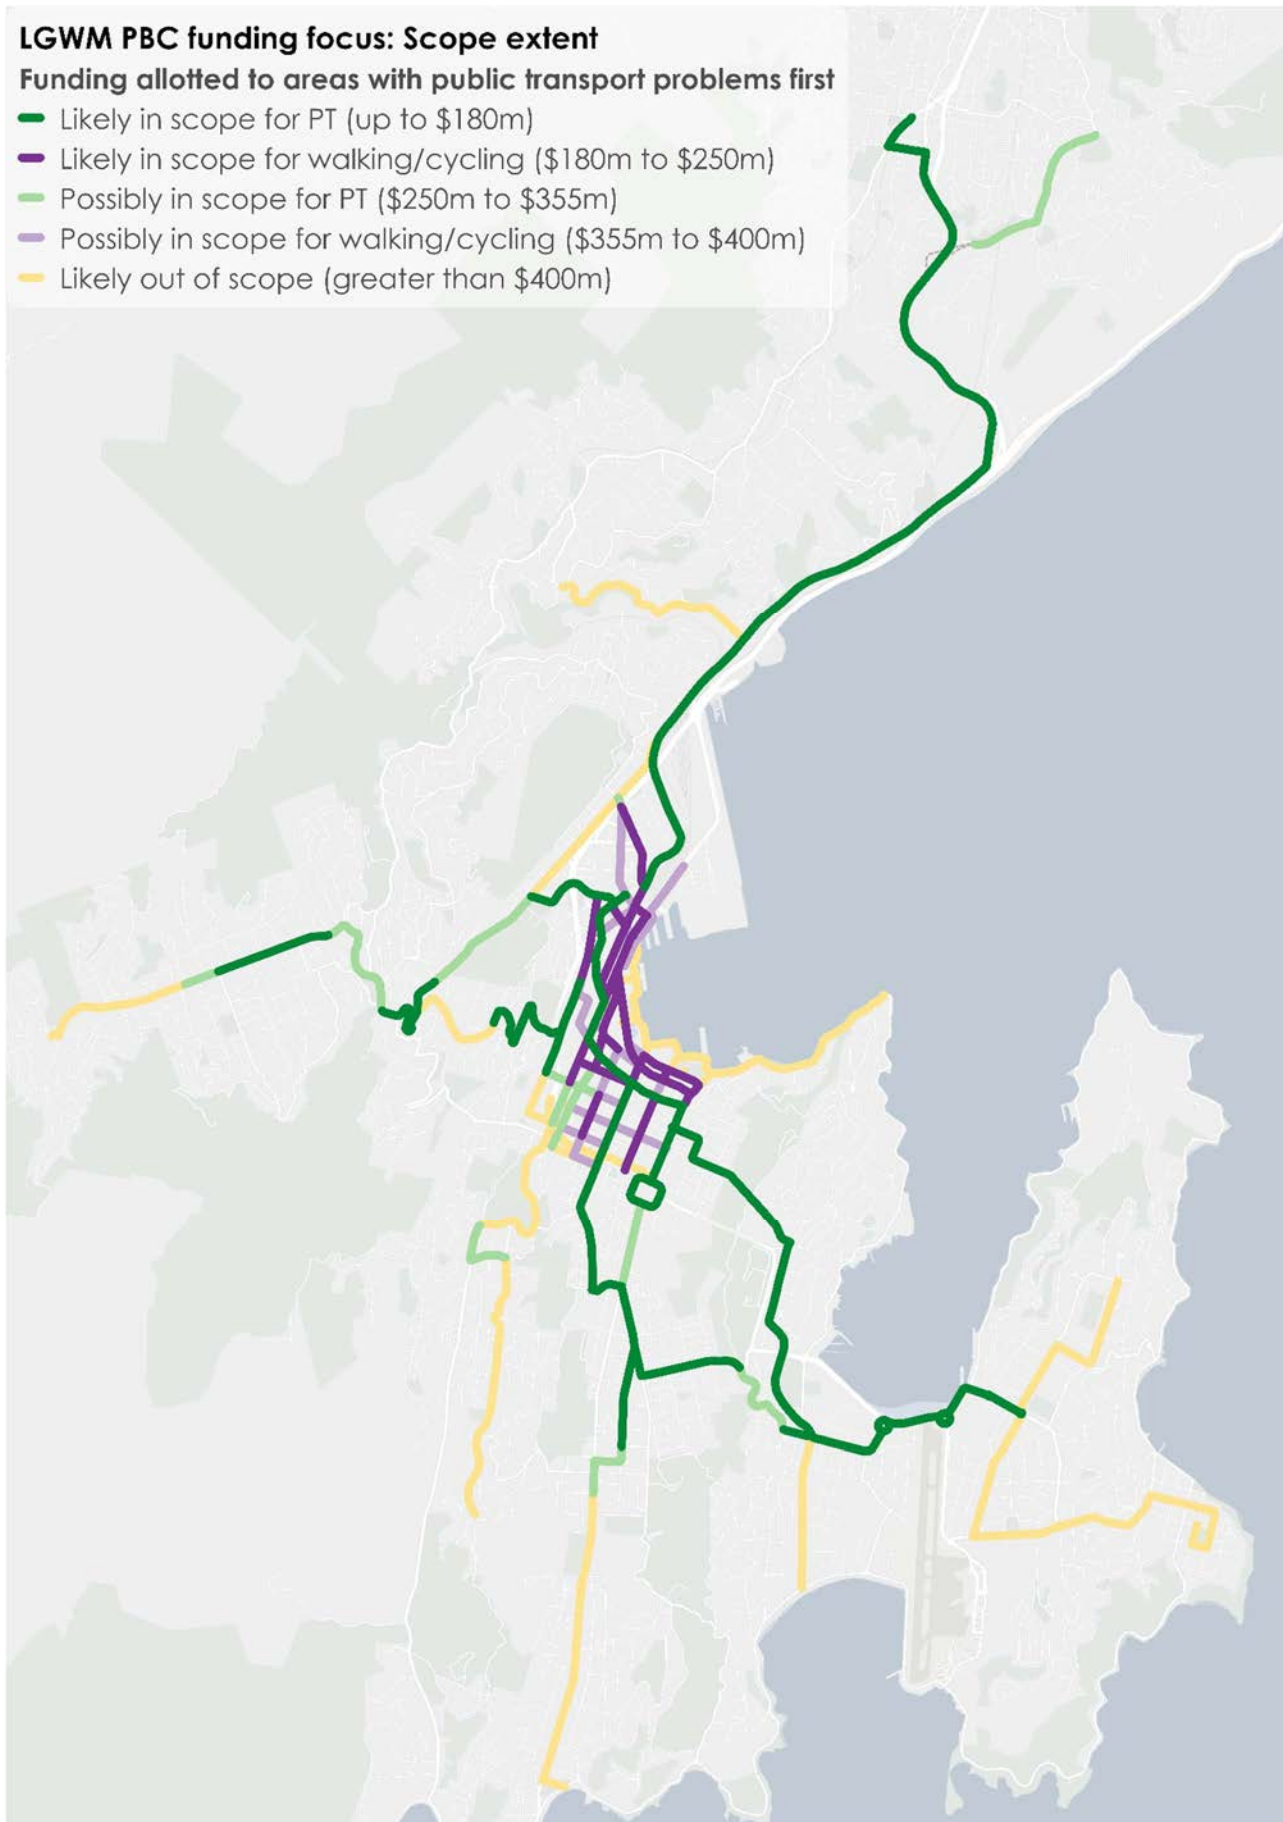 LGWM PBC funding focus: Scope extent
Funding allotted to areas with public transport problems first
Likely in scope for PT (up to $180m)
Likely in scope for walking/cycling ($180m to $250m)
Possibly in scope for PT ($250m to $355m)
Possibly in scope for walking/cycling ($355m to $400m)
Likely out of scope (greater than $400m)